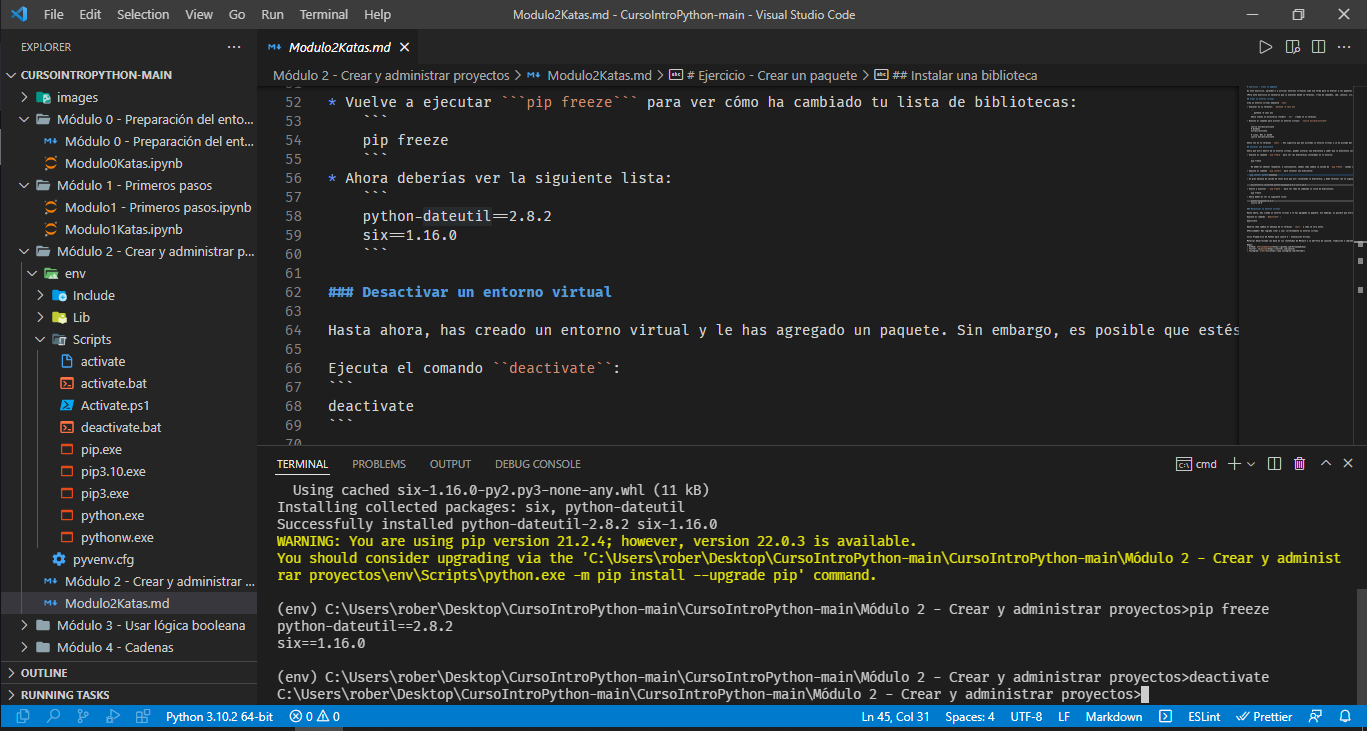 File Edit Selection View Go Run Terminal Help
Modulo2Katas.md - CursoIntroPython-main - Visual Studio Code
EXPLORER
CURSOINTROPYTHON-MAIN
images
Módulo 0 - Preparación del ento...
Módulo 0 - Preparación del ent...
Modulo0Katas.ipynb
Módulo 1 - Primeros pasos
Modulo1 - Primeros pasos.ipynb
Modulo1Katas.ipynb
Módulo 2 - Crear y administrar p...
env
Include
Lib
Scripts
activate
activate.bat
Activate.ps1
deactivate.bat
pip.exe
pip3.10.exe
pip3.exe
python.exe
pythonw.exe
pyvenv.cfg
Módulo 2 - Crear y administrar ...
Modulo2Katas.md
Módulo 3 - Usar lógica booleana
Módulo 4 - Cadenas
OUTLINE
RUNNING TASKS
Modulo2Katas.md
Módulo 2 - Crear y administrar proyectos > Modulo2Katas.md > # Ejercicio - Crear un paquete > ## Instalar una biblioteca
51
52 * Vuelve a ejecutar ```pip freeze``` para ver cómo ha cambiado tu lista de bibliotecas:
53 ```
54 pip freeze
55 ```
56 * Ahora deberías ver la siguiente lista:
57 ```
58 python-dateutil==2.8.2
59 six==1.16.0
60 ```
61
62 ### Desactivar un entorno virtual
63
64 Hasta ahora, has creado un entorno virtual y le has agregado un paquete. Sin embargo, es posible que estés
65
66 Ejecuta el comando ``deactivate``:
67 ```
68 deactivate
69 ```
70
TERMINAL PROBLEMS OUTPUT DEBUG CONSOLE
cmd
Using cached six-1.16.0-py2.py3-none-any.whl (11 kB)
Installing collected packages: six, python-dateutil
Successfully installed python-dateutil-2.8.2 six-1.16.0
WARNING: You are using pip version 21.2.4; however, version 22.0.3 is available.
You should consider upgrading via the 'C:\Users\rober\Desktop\CursoIntroPython-main\CursoIntroPython-main\Módulo 2 - Crear y administ
rar proyectos\env\Scripts\python.exe -m pip install --upgrade pip' command.
(env) C:\Users\rober\Desktop\CursoIntroPython-main\CursoIntroPython-main\Módulo 2 - Crear y administrar proyectos>pip freeze
python-dateutil==2.8.2
six==1.16.0
(env) C:\Users\rober\Desktop\CursoIntroPython-main\CursoIntroPython-main\Módulo 2 - Crear y administrar proyectos>deactivate
C:\Users\rober\Desktop\CursoIntroPython-main\CursoIntroPython-main\Módulo 2 - Crear y administrar proyectos>
Python 3.10.2 64-bit 0 0 Ln 45, Col 31 Spaces: 4 UTF-8 LF Markdown ESLint Prettier